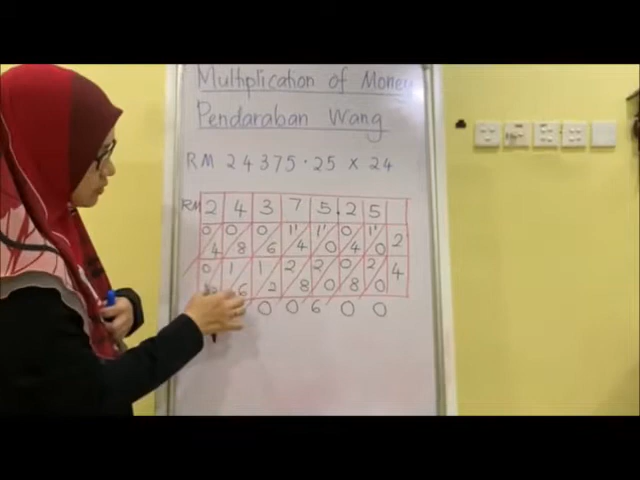 Multiplication of Money
Pendaraban Wang
RM 24375.25 x 24
RM 2 4 3 7 5 . 2 5
0 0 0 1 1 0 1
4 8 6 4 0 4 0 2
0 1 1 2 2 0 2 4
6 2 8 0 8 0
0 0 6 0 0